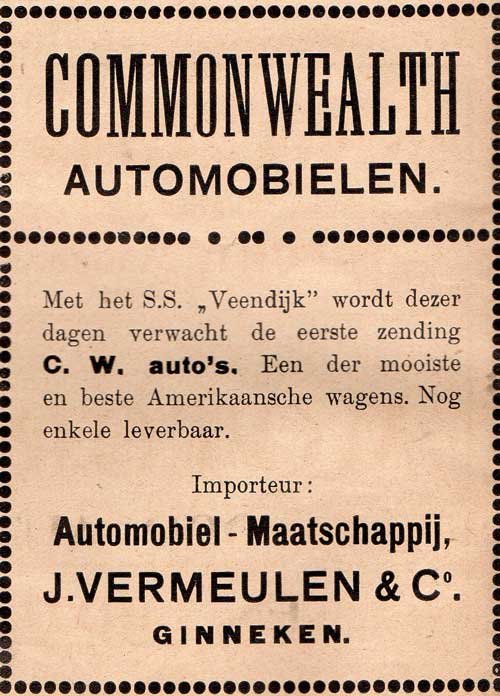 COMMONWEALTH
AUTOMOBIELEN.
Met het S.S. „Veendijk” wordt dezer
dagen verwacht de eerste zending
C. W. auto's. Een der mooiste
en beste Amerikaansche wagens. Nog
enkele leverbaar.
Importeur:
Automobiel - Maatschappij,
J. VERMEULEN & Cº.
GINNEKEN.